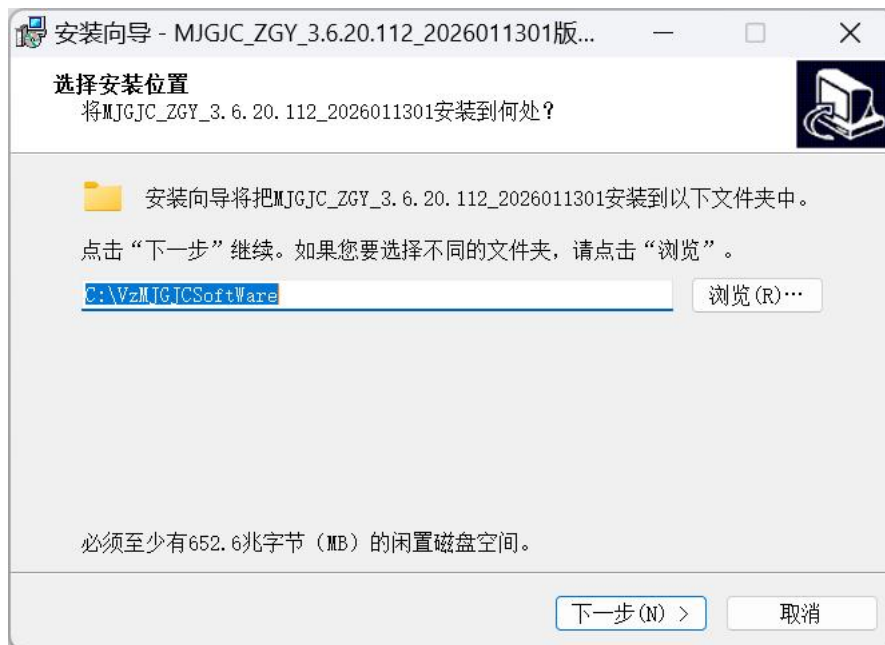 安装向导 - MJGJC_ZGY_3.6.20.112_2026011301版...
选择安装位置
将MJGJC_ZGY_3.6.20.112_2026011301安装到何处?
安装向导将把MJGJC_ZGY_3.6.20.112_2026011301安装到以下文件夹中。
点击“下一步”继续。如果您要选择不同的文件夹，请点击“浏览”。
C:\VzMJGJCSoftWare
浏览(R)…
必须至少有652.6兆字节（MB）的闲置磁盘空间。
下一步(N) >
取消